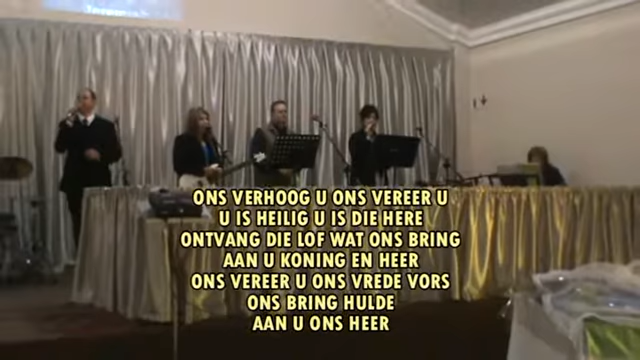 ONS VERHOOG U ONS VEREER U
U IS HEILIG U IS DIE HERE
ONTVANG DIE LOF WAT ONS BRING
AAN U KONING EN HEER
ONS VEREER U ONS VREDE VORS
ONS BRING HULDE
AAN U ONS HEER